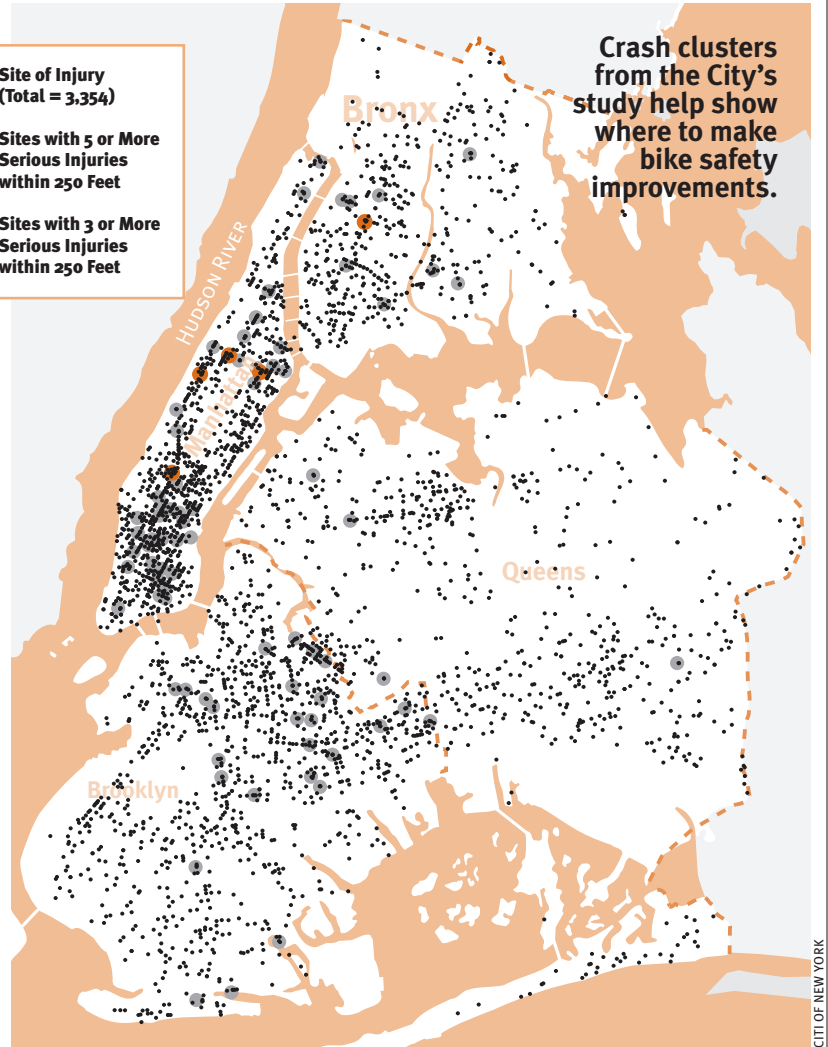 Site of Injury
(Total = 3,354)
Sites with 5 or More
Serious Injuries
within 250 Feet
Sites with 3 or More
Serious Injuries
within 250 Feet
Crash clusters
from the City's
study help show
where to make
bike safety
improvements.
Bronx
HUDSON RIVER
Manhattan
Queens
Brooklyn
CITI OF NEW YORK